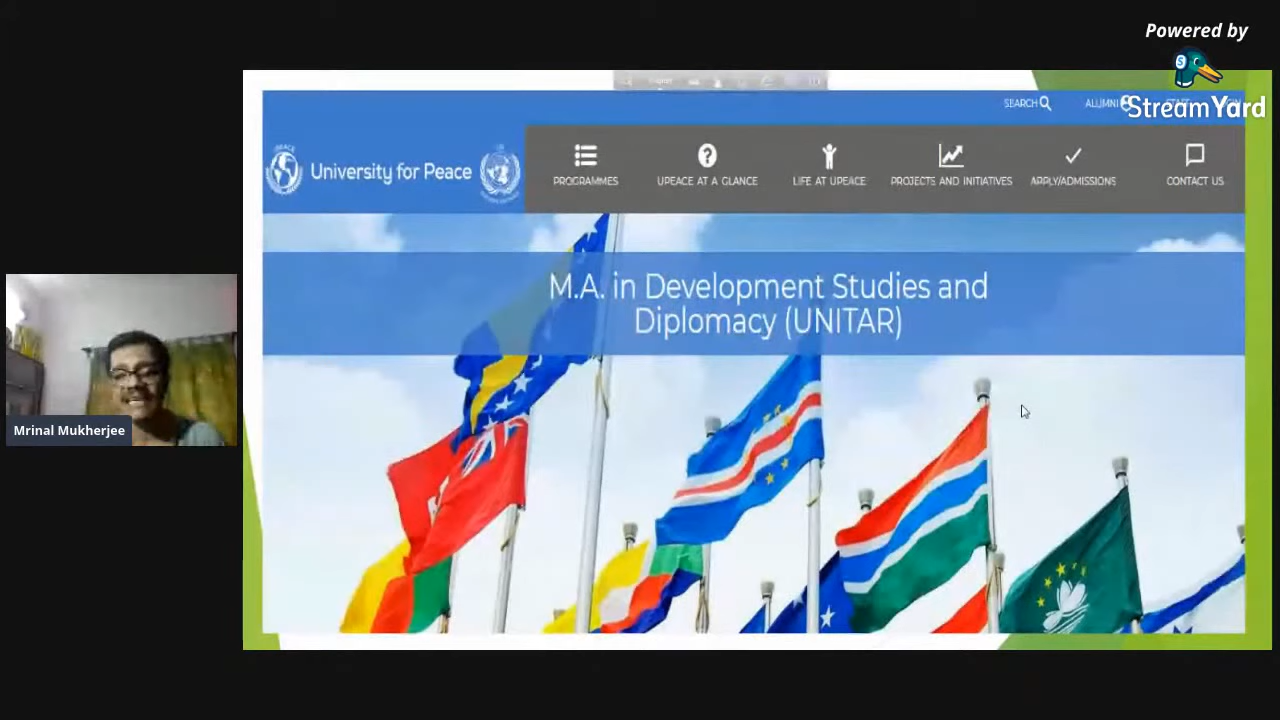 Powered by
StreamYard
SEARCH
ALUMNI
University for Peace
PROGRAMMES
UPEACE AT A GLANCE
LIFE AT UPEACE
PROJECTS AND INITIATIVES
APPLY/ADMISSIONS
CONTACT US
M.A. in Development Studies and
Diplomacy (UNITAR)
Mrinal Mukherjee